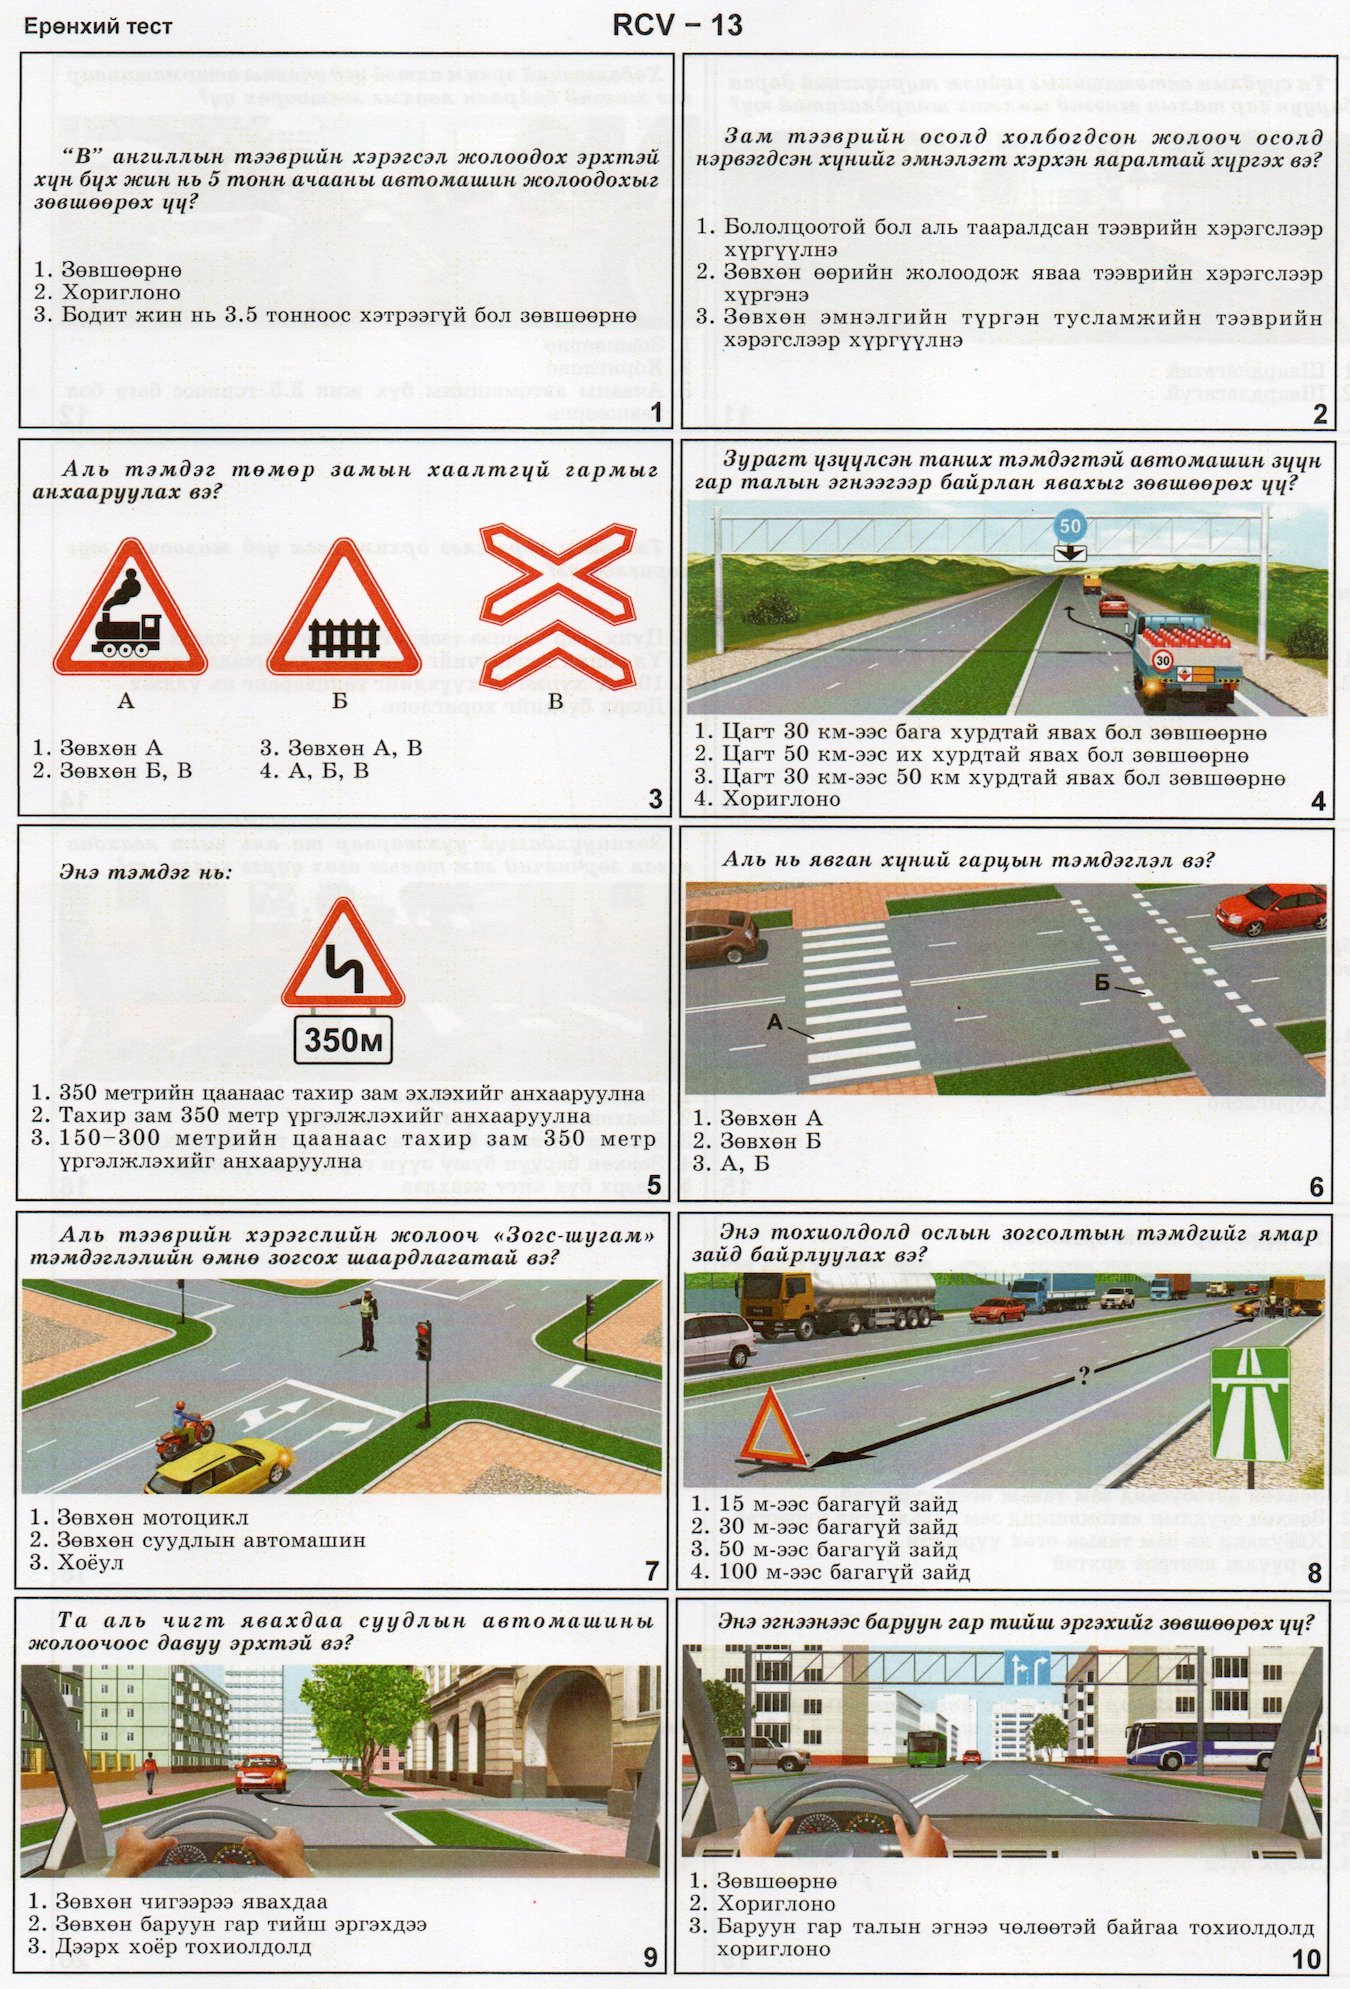 Ерөнхий тест
RCV – 13
“В” ангиллын тээврийн хэрэгсэл жолоодох эрхтэй
хүн бүх жин нь 5 тонн ачааны автомашин жолоодохыг
зөвшөөрөх үү?
1. Зөвшөөрнө
2. Хориглоно
3. Бодит жин нь 3.5 тонноос хэтрээгүй бол зөвшөөрнө
1
Зам тээврийн осолд холбогдсон жолооч осолд
нэрвэгдсэн хүнийг эмнэлэгт хэрхэн яаралтай хүргэх вэ?
1. Бололцоотой бол аль тааралдсан тээврийн хэрэгслээр
хүргүүлнэ
2. Зөвхөн өөрийн жолоодож яваа тээврийн хэрэгслээр
хүргэнэ
3. Зөвхөн эмнэлгийн түргэн тусламжийн тээврийн
хэрэгслээр хүргүүлнэ
2
Аль тэмдэг төмөр замын хаалтгүй гармыг
анхааруулах вэ?
А
Б
В
1. Зөвхөн А
2. Зөвхөн Б, В
3. Зөвхөн А, В
4. А, Б, В
3
Зурагт үзүүлсэн таних тэмдэгтэй автомашин зүүн
гар талын эгнээгээр байрлан явахыг зөвшөөрөх үү?
50
30
1. Цагт 30 км-ээс бага хурдтай явах бол зөвшөөрнө
2. Цагт 50 км-ээс их хурдтай явах бол зөвшөөрнө
3. Цагт 30 км-ээс 50 км хурдтай явах бол зөвшөөрнө
4. Хориглоно
4
Энэ тэмдэг нь:
350м
1. 350 метрийн цаанаас тахир зам эхлэхийг анхааруулна
2. Тахир зам 350 метр үргэлжлэхийг анхааруулна
3. 150–300 метрийн цаанаас тахир зам 350 метр
үргэлжлэхийг анхааруулна
5
Аль нь явган хүний гарцын тэмдэглэл вэ?
А
Б
1. Зөвхөн А
2. Зөвхөн Б
3. А, Б
6
Аль тээврийн хэрэгслийн жолооч «Зогс-шугам»
тэмдэглэлийн өмнө зогсох шаардлагатай вэ?
1. Зөвхөн мотоцикл
2. Зөвхөн суудлын автомашин
3. Хоёул
7
Энэ тохиолдолд ослын зогсолтын тэмдгийг ямар
зайд байрлуулах вэ?
?
1. 15 м-ээс багагүй зайд
2. 30 м-ээс багагүй зайд
3. 50 м-ээс багагүй зайд
4. 100 м-ээс багагүй зайд
8
Та аль чигт явахдаа суудлын автомашины
жолоочоос давуу эрхтэй вэ?
1. Зөвхөн чигээрээ явахдаа
2. Зөвхөн баруун гар тийш эргэхдээ
3. Дээрх хоёр тохиолдолд
9
Энэ эгнээнээс баруун гар тийш эргэхийг зөвшөөрөх үү?
1. Зөвшөөрнө
2. Хориглоно
3. Баруун гар талын эгнээ чөлөөтэй байгаа тохиолдолд
хориглоно
10